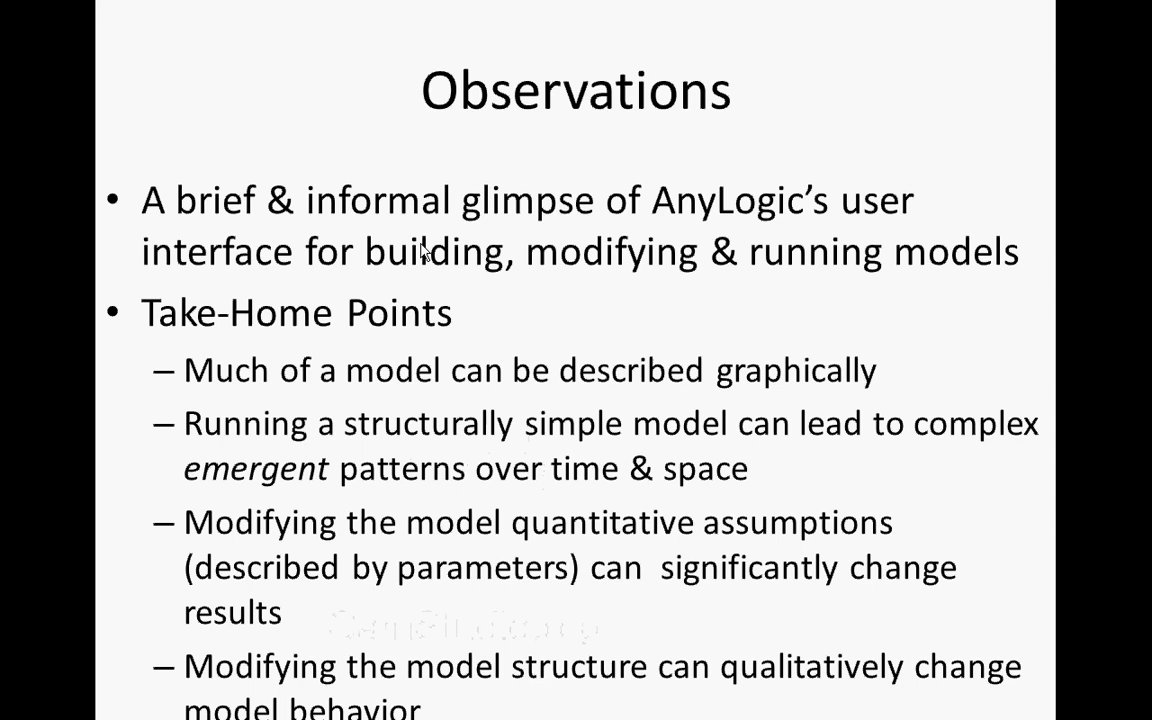 Observations
• A brief & informal glimpse of AnyLogic’s user
interface for building, modifying & running models
• Take-Home Points
– Much of a model can be described graphically
– Running a structurally simple model can lead to complex
emergent patterns over time & space
– Modifying the model quantitative assumptions
(described by parameters) can significantly change
results
– Modifying the model structure can qualitatively change
model behavior